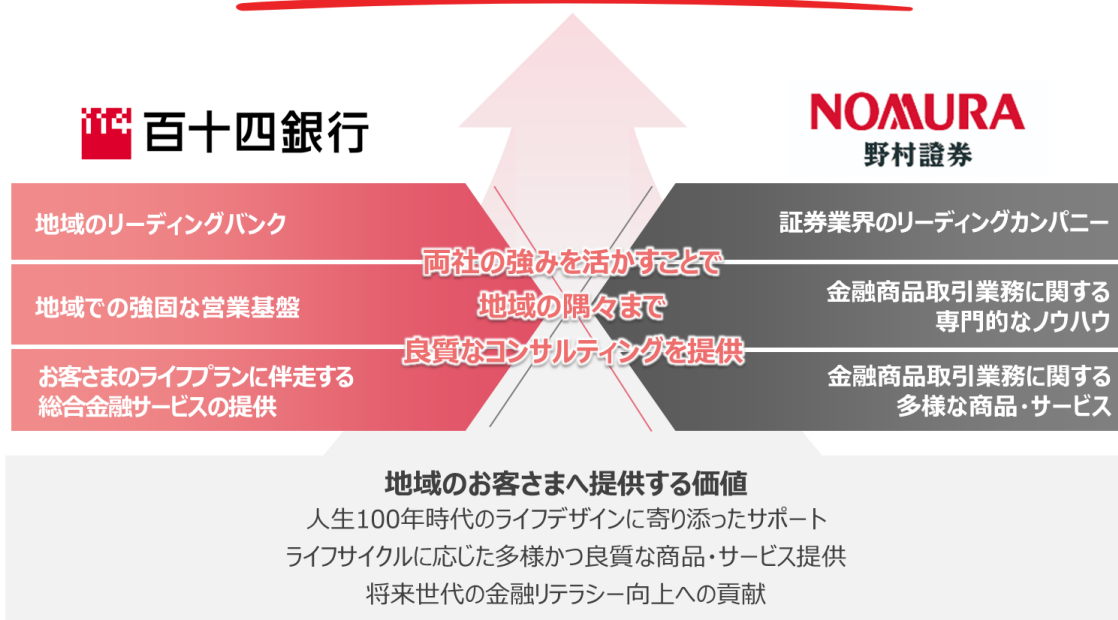 114
百十四銀行
NOMURA
野村證券
地域のリーディングバンク
地域での強固な営業基盤
お客さまのライフプランに伴走する
総合金融サービスの提供
両社の強みを活かすことで
地域の隅々まで
良質なコンサルティングを提供
証券業界のリーディングカンパニー
金融商品取引業務に関する
専門的なノウハウ
金融商品取引業務に関する
多様な商品・サービス
地域のお客さまへ提供する価値
人生100年時代のライフデザインに寄り添ったサポート
ライフサイクルに応じた多様かつ良質な商品・サービス提供
将来世代の金融リテラシー向上への貢献